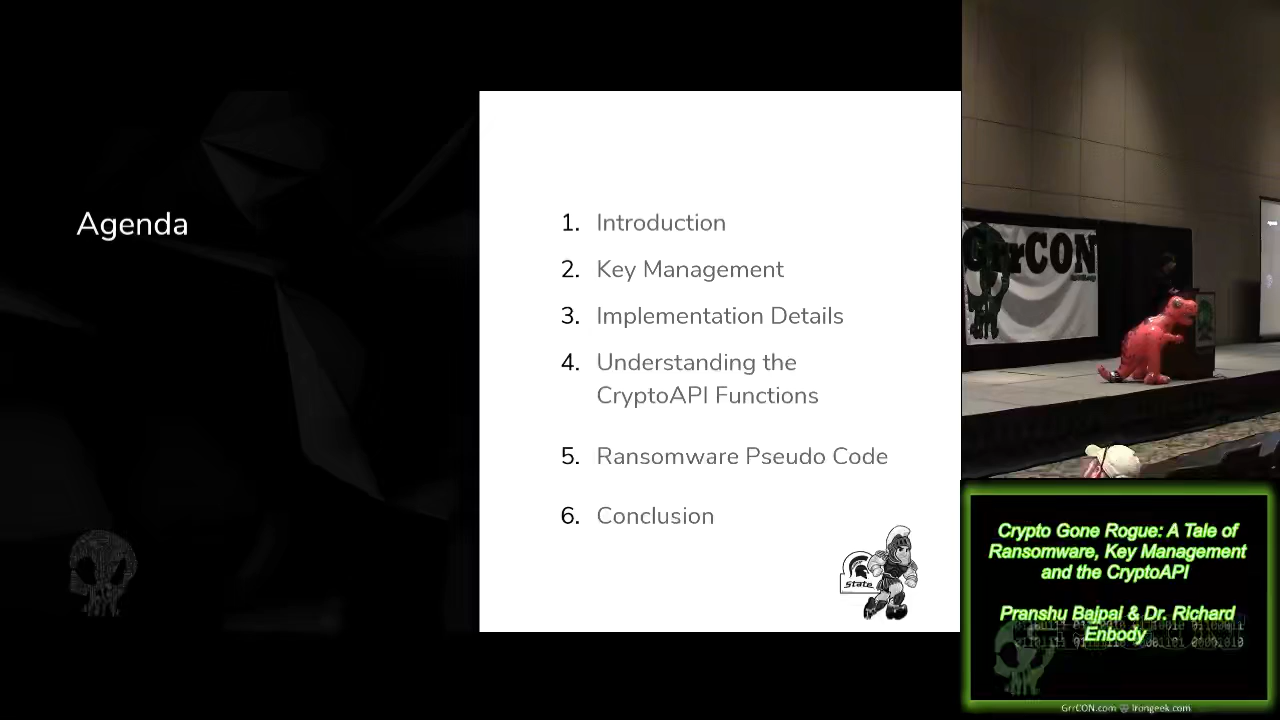 Agenda
1. Introduction
2. Key Management
3. Implementation Details
4. Understanding the
CryptoAPI Functions
5. Ransomware Pseudo Code
6. Conclusion
State
GrrCON
Crypto Gone Rogue: A Tale of
Ransomware, Key Management
and the CryptoAPI
Pranshu Bajpai & Dr. Richard
Enbody
GrrCON.com Irongeek.com